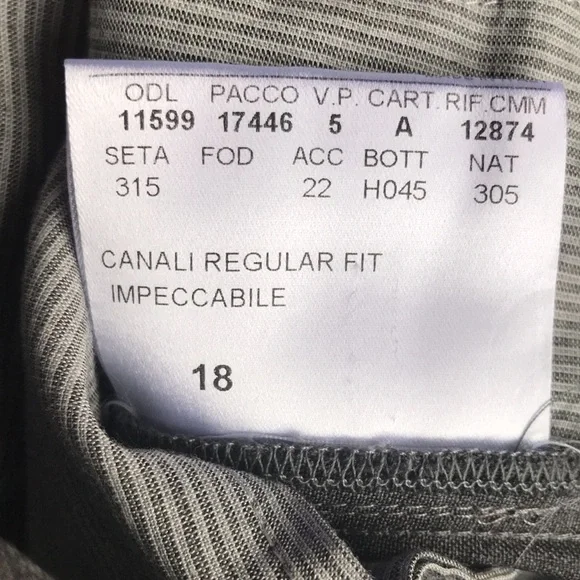 ODL PACCO V.P. CART. RIF.CMM
11599 17446 5 A 12874
SETA FOD ACC BOTT NAT
315 22 H045 305
CANALI REGULAR FIT
IMPECCABILE
18